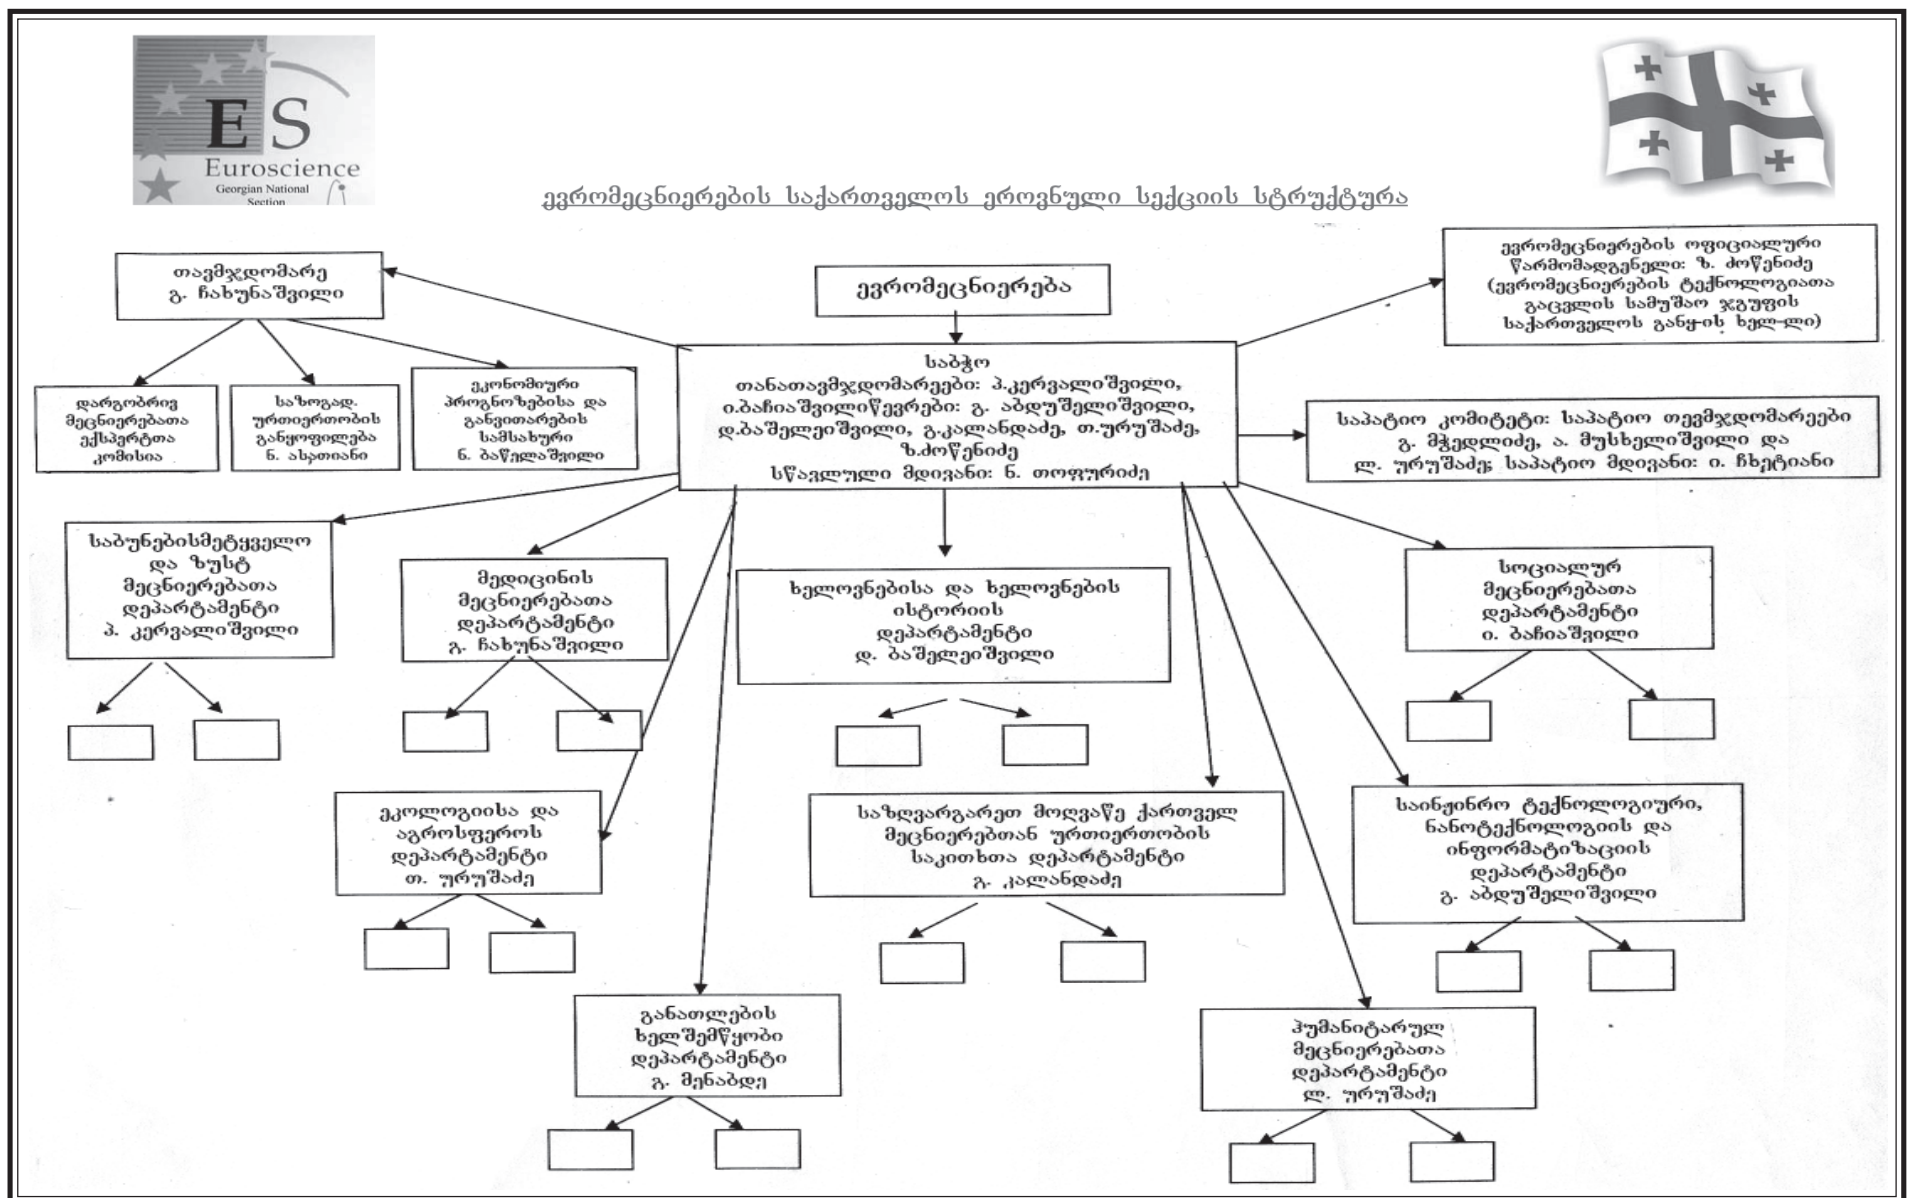 ES
Euroscience
Georgian National
Section
ევრომეცნიერების საქართველოს ეროვნული სექციის სტრუქტურა
თავმჯდომარე
გ. ჩახუნაშვილი
ევრომეცნიერება
ევრომეცნიერების ოფიციალური
წარმომადგენელი: ზ. ძოწენიძე
(ევრომეცნიერების ტექნოლოგიათა
გაცვლის სამუშაო ჯგუფის
საქართველოს განყ-ის ხელ-ლი)
საბჭო
თანათავმჯდომარეები: პ.კერვალიშვილი,
ი.ბაჩიაშვილიწევრები: გ. აბდუშელიშვილი,
დ.ბაშელეიშვილი, გ.კალანდაძე, თ.ურუშაძე,
ზ.ძოწენიძე
სწავლული მდივანი: ნ. თოფურიძე
დარგობრივ
მეცნიერებათა
ექსპერტთა
კომისია
საზოგად.
ურთიერთობის
განყოფილება
ნ. ასათიანი
ეკონომიური
პროგნოზებისა და
განვითარების
სამსახური
ნ. ბაწელაშვილი
საპატიო კომიტეტი: საპატიო თევმჯდომარეები
გ. მჭედლიძე, ა. მუსხელიშვილი და
ლ. ურუშაძე; საპატიო მდივანი: ი. ჩხეტიანი
საბუნებისმეტყველო
და ზუსტ
მეცნიერებათა
დეპარტამენტი
პ. კერვალიშვილი
მედიცინის
მეცნიერებათა
დეპარტამენტი
გ. ჩახუნაშვილი
ხელოვნებისა და ხელოვნების
ისტორიის
დეპარტამენტი
დ. ბაშელეიშვილი
სოციალურ
მეცნიერებათა
დეპარტამენტი
ი. ბაჩიაშვილი
ეკოლოგიისა და
აგროსფეროს
დეპარტამენტი
თ. ურუშაძე
საზღვარგარეთ მოღვაწე ქართველ
მეცნიერებთან ურთიერთობის
საკითხთა დეპარტამენტი
გ. კალანდაძე
საინჟინრო ტექნოლოგიური,
ნანოტექნოლოგიის და
ინფორმატიზაციის
დეპარტამენტი
გ. აბდუშელიშვილი
განათლების
ხელშემწყობი
დეპარტამენტი
გ. მენაბდე
ჰუმანიტარულ
მეცნიერებათა
დეპარტამენტი
ლ. ურუშაძე